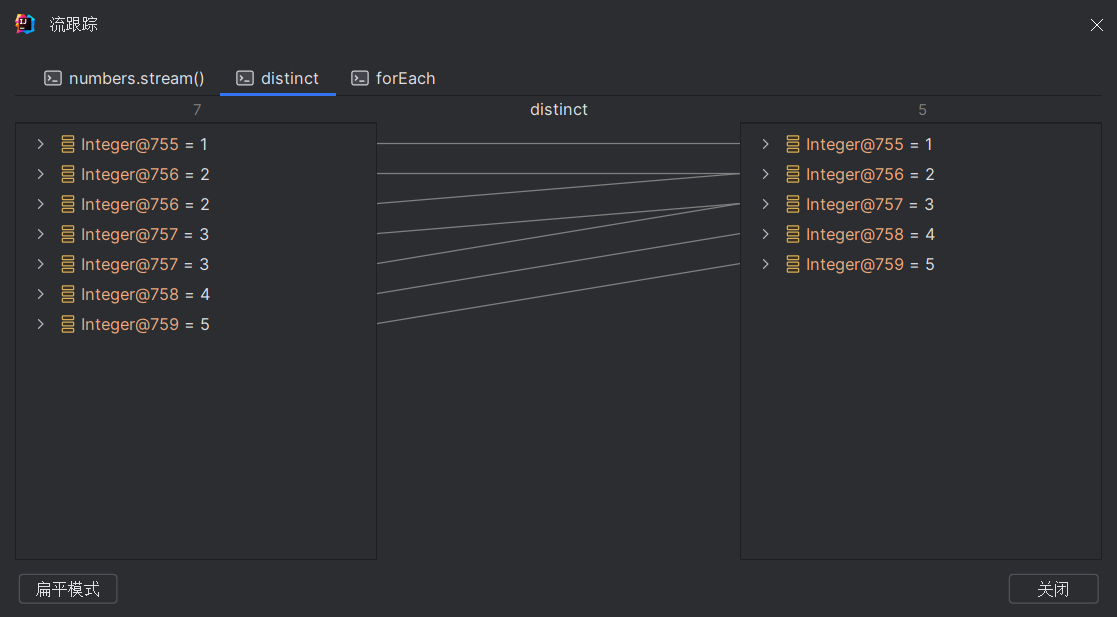 流跟踪
numbers.stream() distinct forEach
7 distinct 5
Integer@755 = 1 Integer@755 = 1
Integer@756 = 2 Integer@756 = 2
Integer@756 = 2 Integer@757 = 3
Integer@757 = 3 Integer@758 = 4
Integer@757 = 3 Integer@759 = 5
Integer@758 = 4
Integer@759 = 5
扁平模式 关闭